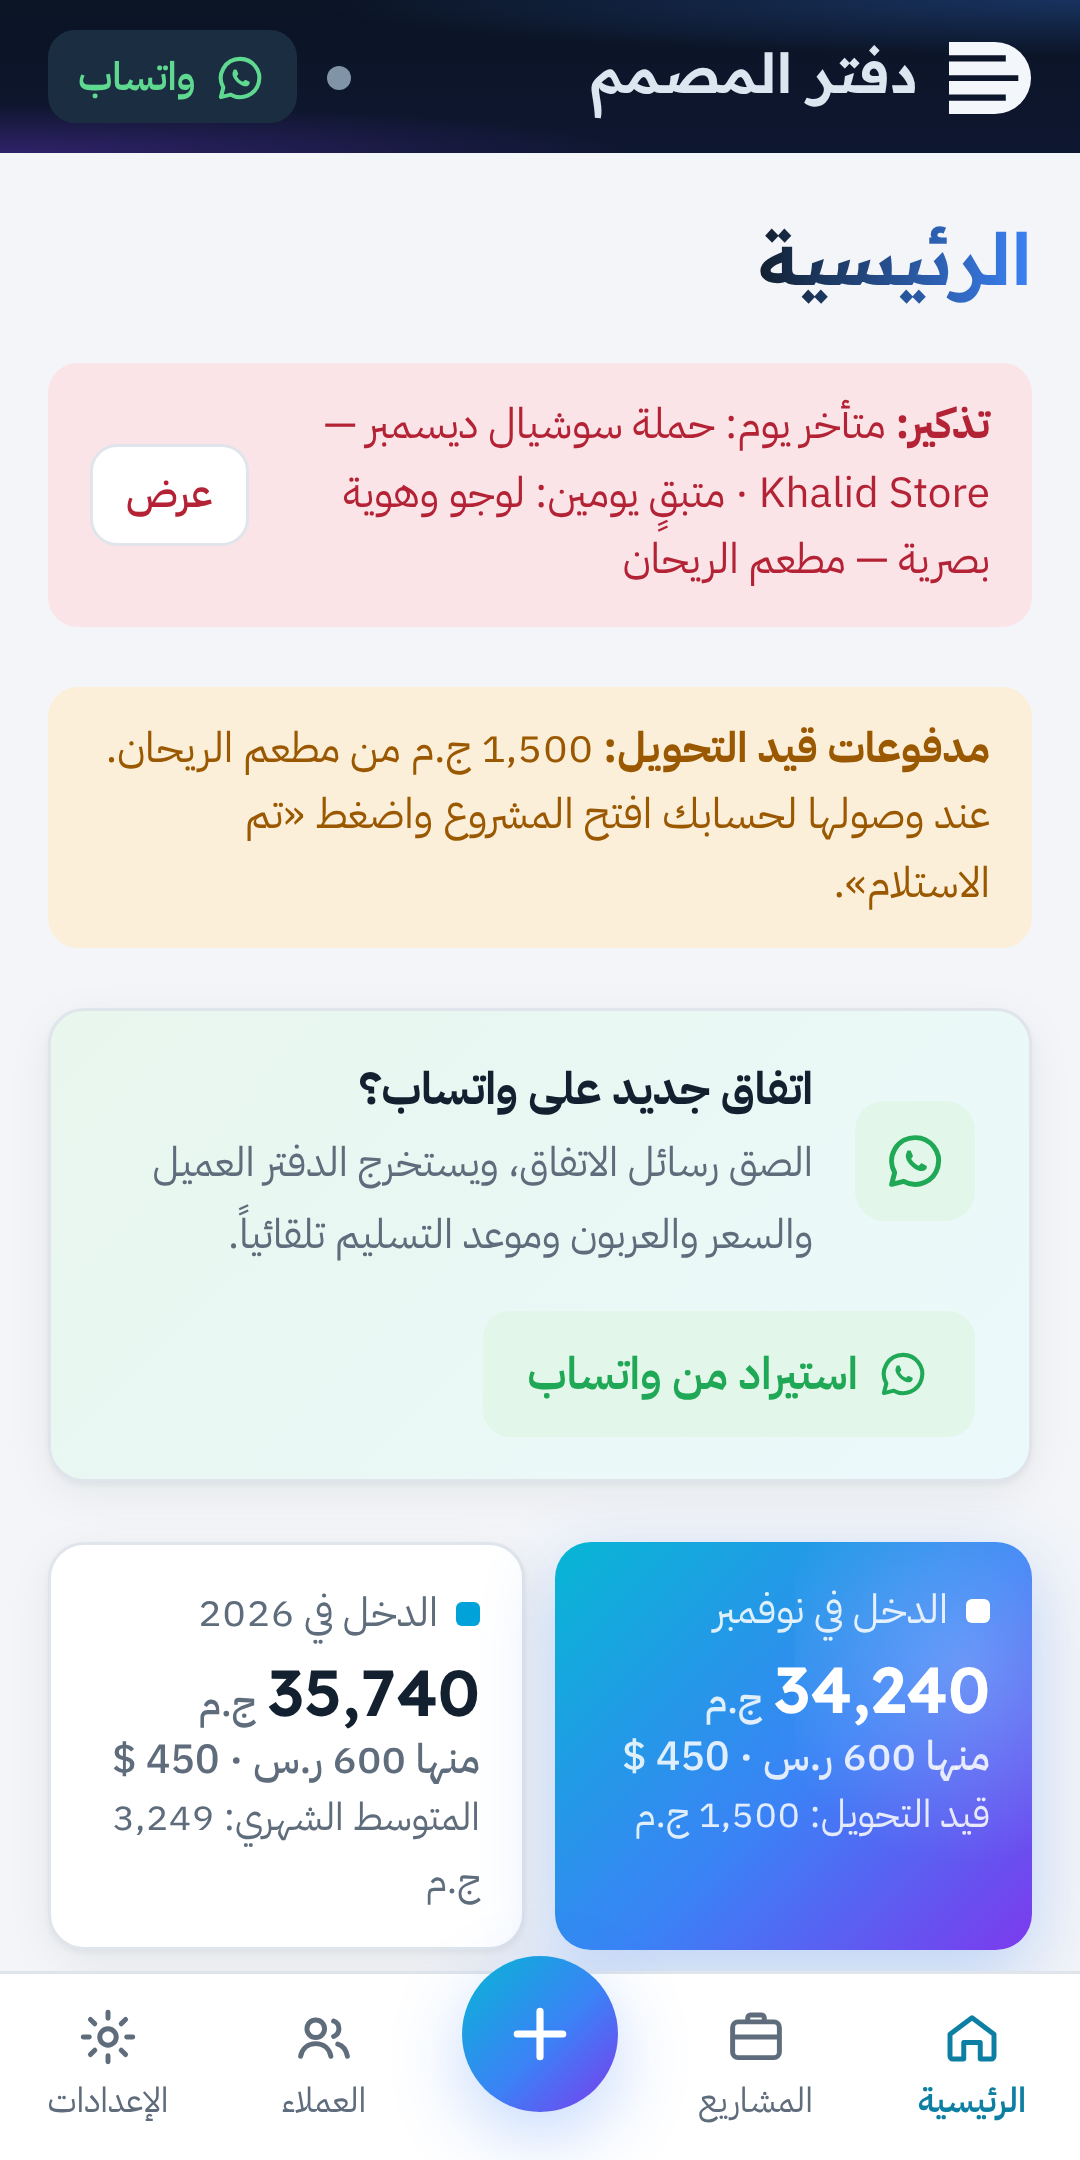 دفتر المصمم
واتساب
الرئيسية
تذكير: متأخر يوم: حملة سوشيال ديسمبر —
Khalid Store · متبقٍ يومين: لوجو وهوية
بصرية — مطعم الريحان
عرض
مدفوعات قيد التحويل: 1,500 ج.م من مطعم الريحان.
عند وصولها لحسابك افتح المشروع واضغط «تم
الاستلام».
اتفاق جديد على واتساب؟
الصق رسائل الاتفاق، ويستخرج الدفتر العميل
والسعر والعربون وموعد التسليم تلقائياً.
استيراد من واتساب
الدخل في نوفمبر
34,240 ج.م
منها 600 ر.س · 450 $
قيد التحويل: 1,500 ج.م
الدخل في 2026
35,740 ج.م
منها 600 ر.س · 450 $
المتوسط الشهري: 3,249
ج.م
الرئيسية
المشاريع
العملاء
الإعدادات